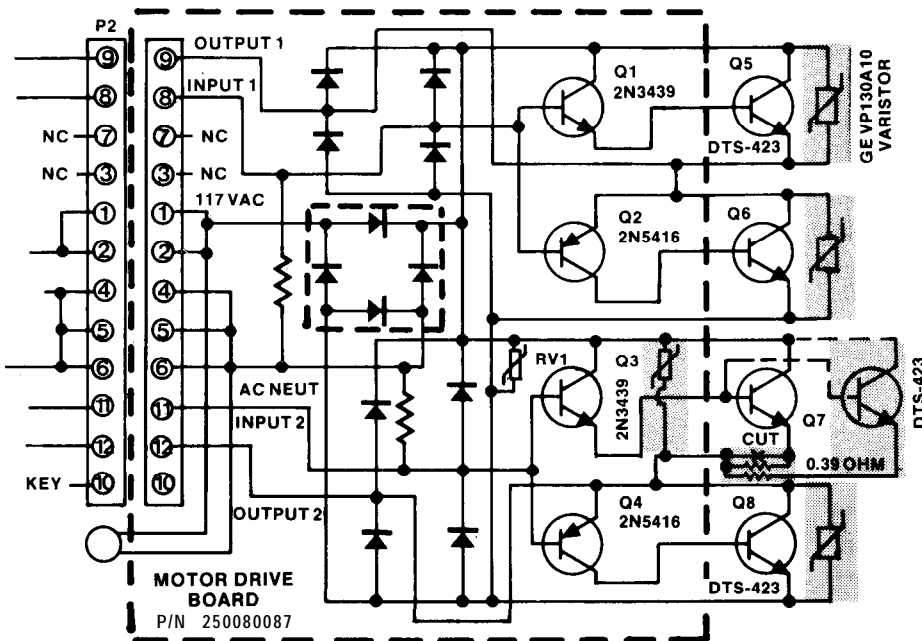 P2
⑨
⑧
⑦
③
①
②
④
⑤
⑥
⑪
⑫
⑩
NC
NC
KEY
⑨
⑧
⑦
③
①
②
④
⑤
⑥
⑪
⑫
⑩
OUTPUT 1
INPUT 1
NC
NC
117 VAC
AC NEUT
INPUT 2
OUTPUT 2
MOTOR DRIVE
BOARD
P/N 250080087
Q1
2N3439
Q5
DTS-423
GE VP130A10
VARISTOR
Q2
2N5416
Q6
RV1
Q3
2N3439
Q7
CUT
0.39 OHM
DTS-423
Q4
2N5416
Q8
DTS-423